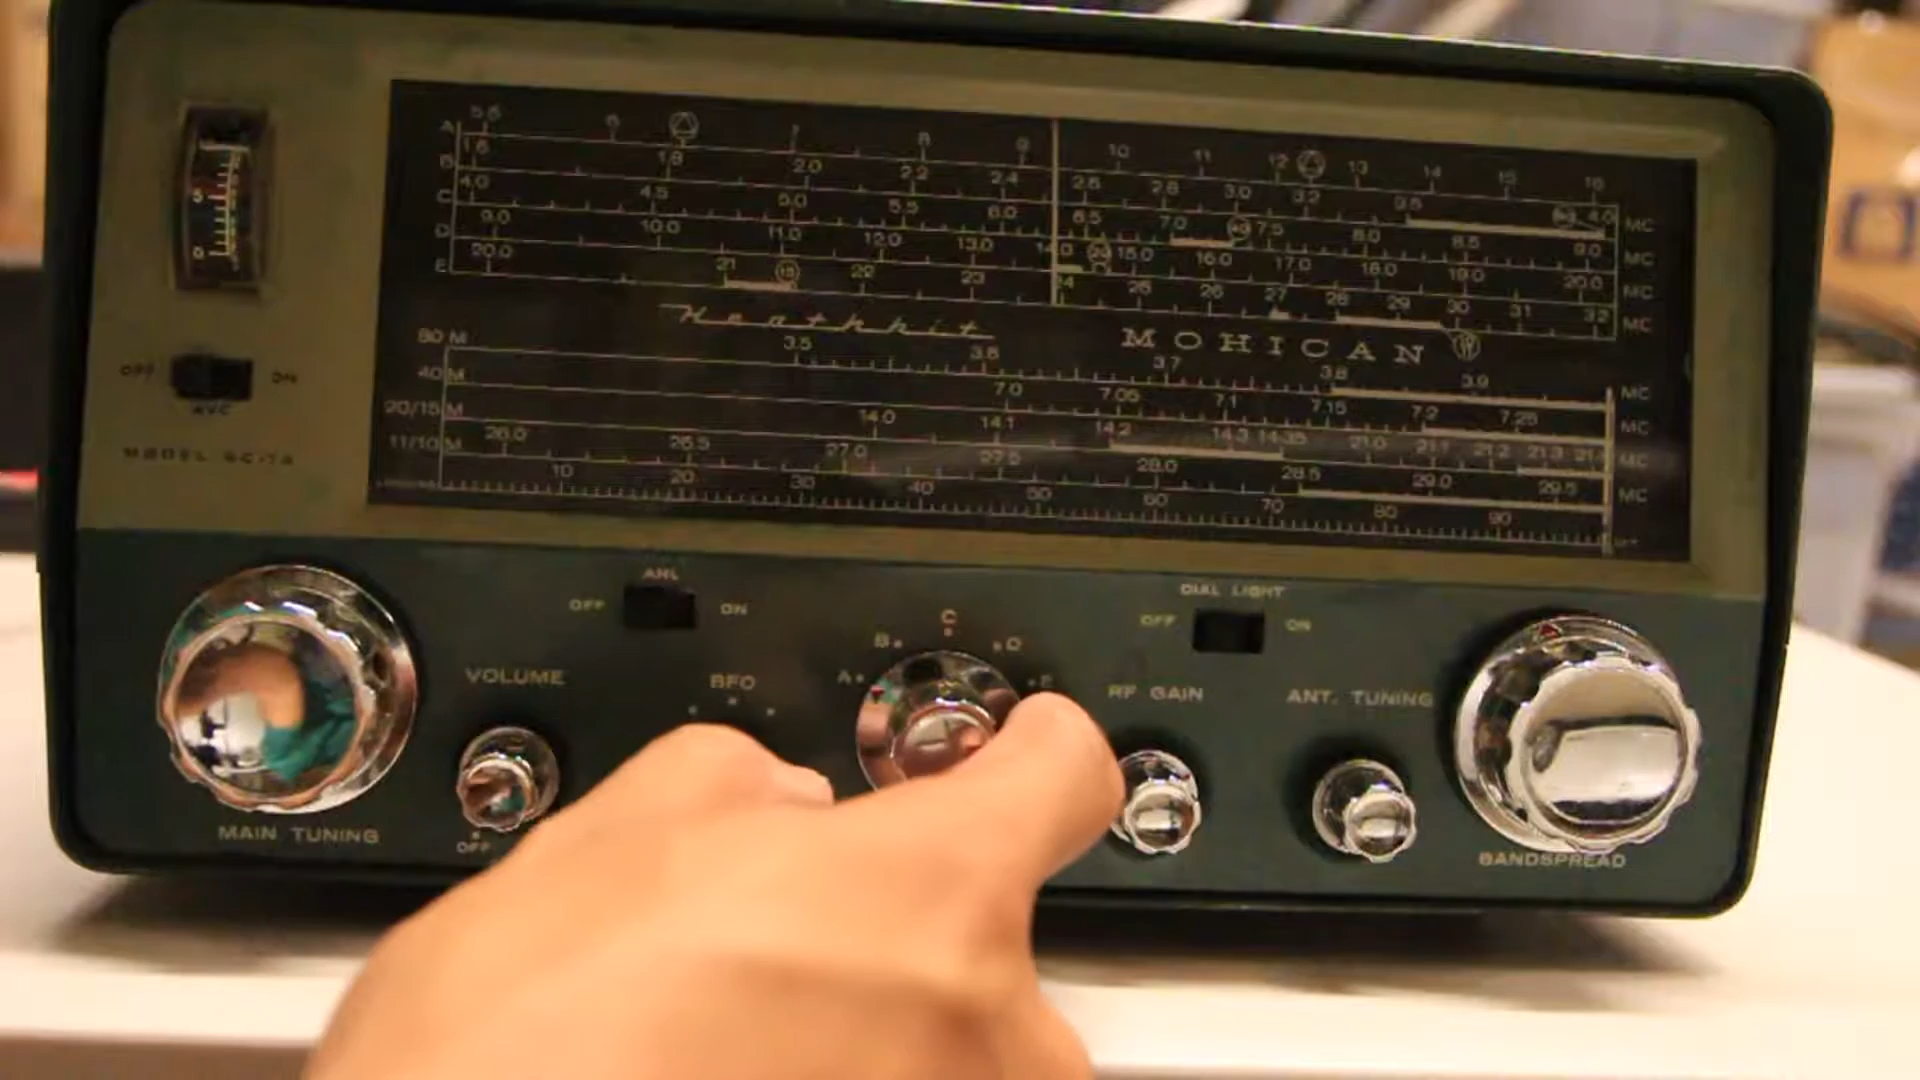 A 5.5 6 7 8 9 10 11 12 13 14 15 16
B 1.6 1.8 2.0 2.2 2.4 2.6 2.8 3.0 3.2 3.5 4.0 MC
C 4.0 4.5 5.0 5.5 6.0 6.5 7.0 7.5 8.0 8.5 9.0 MC
D 9.0 10.0 11.0 12.0 13.0 14.0 15.0 16.0 17.0 18.0 19.0 20.0 MC
E 20.0 21 15 22 23 24 25 26 27 28 29 30 31 32 MC
Heathkit MOHICAN
80 M 3.5 3.6 3.7 3.8 3.9 MC
40 M 7.0 7.05 7.1 7.15 7.2 7.25 MC
20/15 M 14.0 14.1 14.2 14.3 14.35 21.0 21.1 21.2 21.3 MC
11/10 M 26.0 26.5 27.0 27.5 28.0 28.5 29.0 29.5 MC
10 20 30 40 50 60 70 80 90
OFF ON
AVC
MODEL GC-1A
ANL
OFF ON
DIAL LIGHT
OFF ON
A B C D E
VOLUME
BFO
RF GAIN
ANT. TUNING
MAIN TUNING
OFF
BANDSPREAD